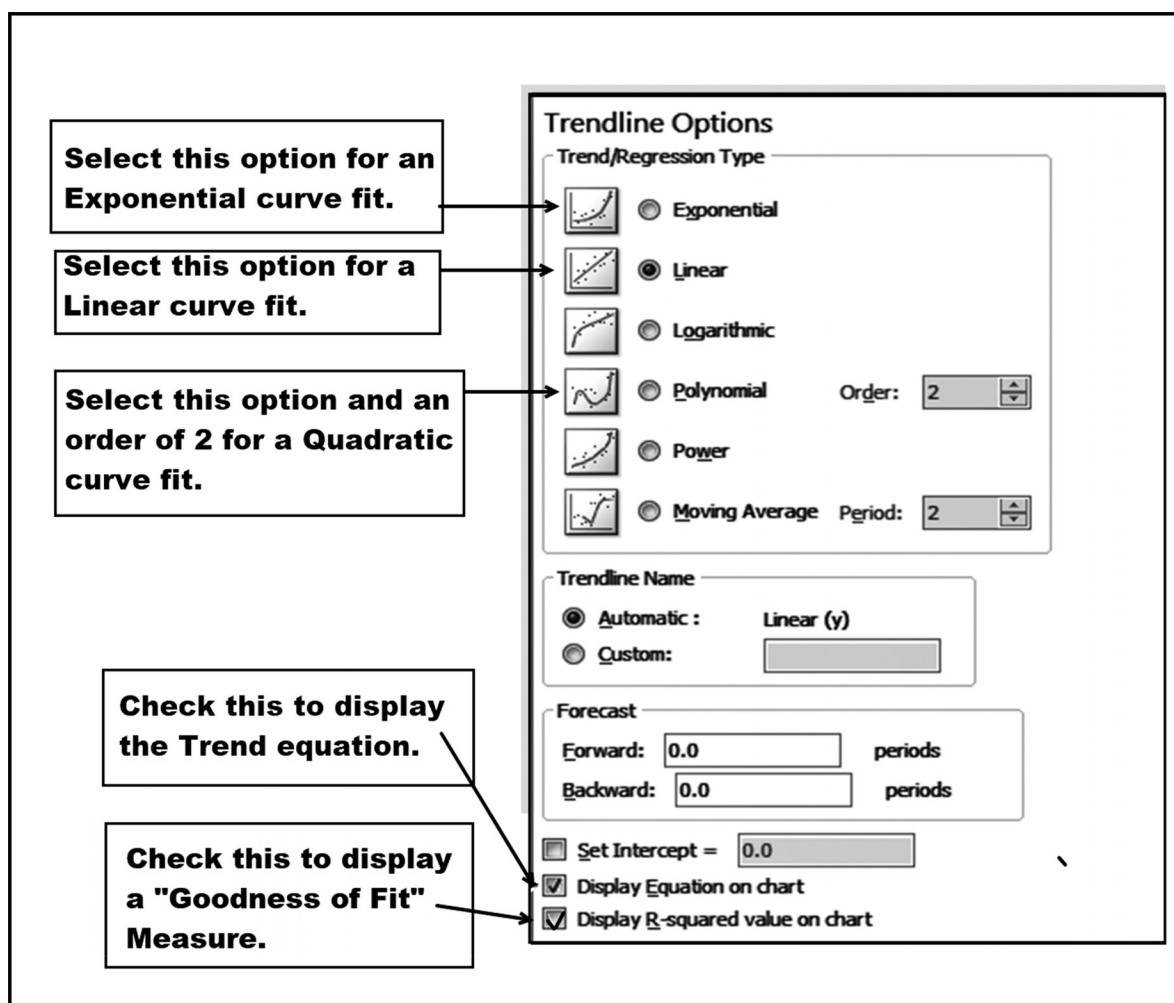 Select this option for an
Exponential curve fit.
Select this option for a
Linear curve fit.
Select this option and an
order of 2 for a Quadratic
curve fit.
Check this to display
the Trend equation.
Check this to display
a "Goodness of Fit"
Measure.
Trendline Options
Trend/Regression Type
Exponential
Linear
Logarithmic
Polynomial Order: 2
Power
Moving Average Period: 2
Trendline Name
Automatic : Linear (y)
Custom:
Forecast
Forward: 0.0 periods
Backward: 0.0 periods
Set Intercept = 0.0
Display Equation on chart
Display R-squared value on chart